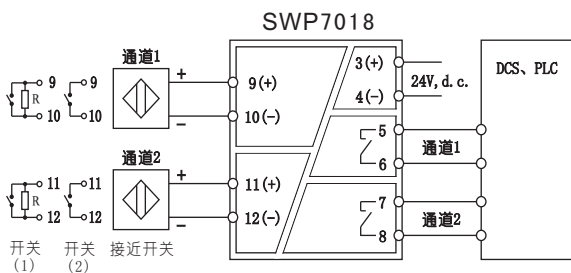 SWP7018
通道1
+
3(+)
DCS、PLC
9
9
9(+)
24V,d.c.
R
4(-)
10
10
−
10(-)
5
通道1
通道2
6
+
11
11
11(+)
R
7
12
12
−
12(-)
通道2
8
开关
(1)
开关
(2)
接近开关